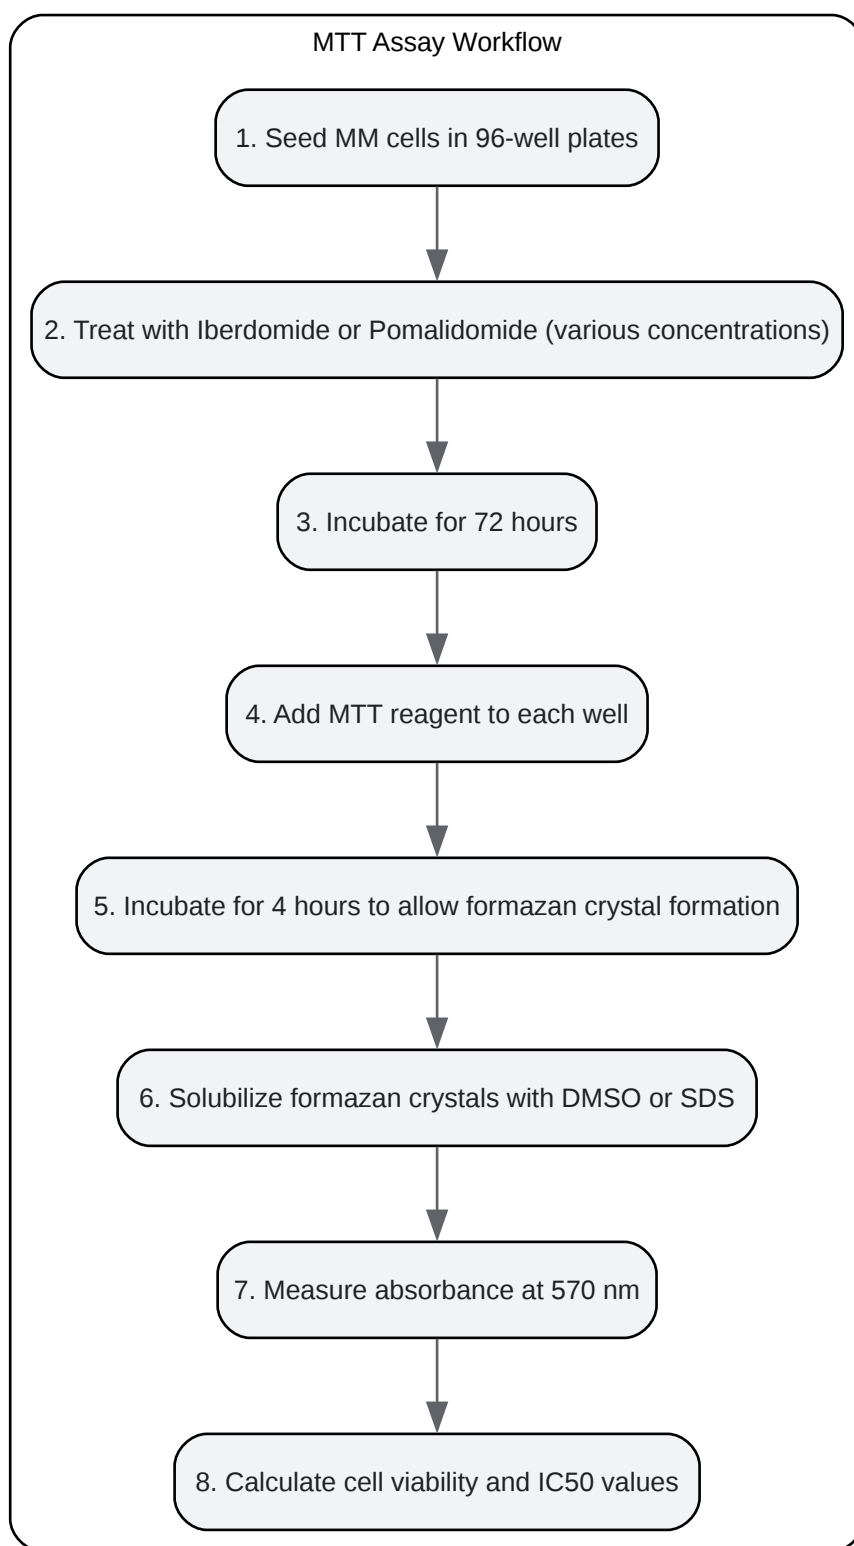 MTT Assay Workflow
1. Seed MM cells in 96-well plates
2. Treat with Iberdomide or Pomalidomide (various concentrations)
3. Incubate for 72 hours
4. Add MTT reagent to each well
5. Incubate for 4 hours to allow formazan crystal formation
6. Solubilize formazan crystals with DMSO or SDS
7. Measure absorbance at 570 nm
8. Calculate cell viability and IC50 values